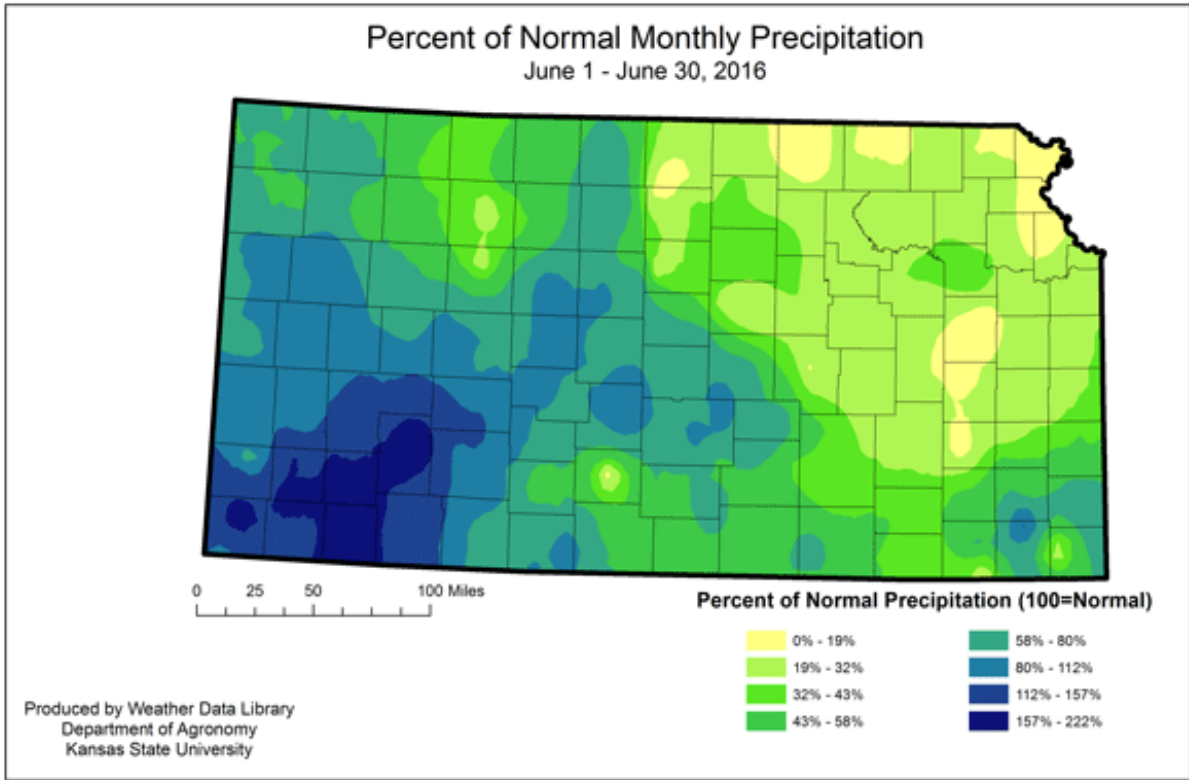 Percent of Normal Monthly Precipitation
June 1 - June 30, 2016
0 25 50 100 Miles
Percent of Normal Precipitation (100=Normal)
0% - 19%
19% - 32%
32% - 43%
43% - 58%
58% - 80%
80% - 112%
112% - 157%
157% - 222%
Produced by Weather Data Library
Department of Agronomy
Kansas State University